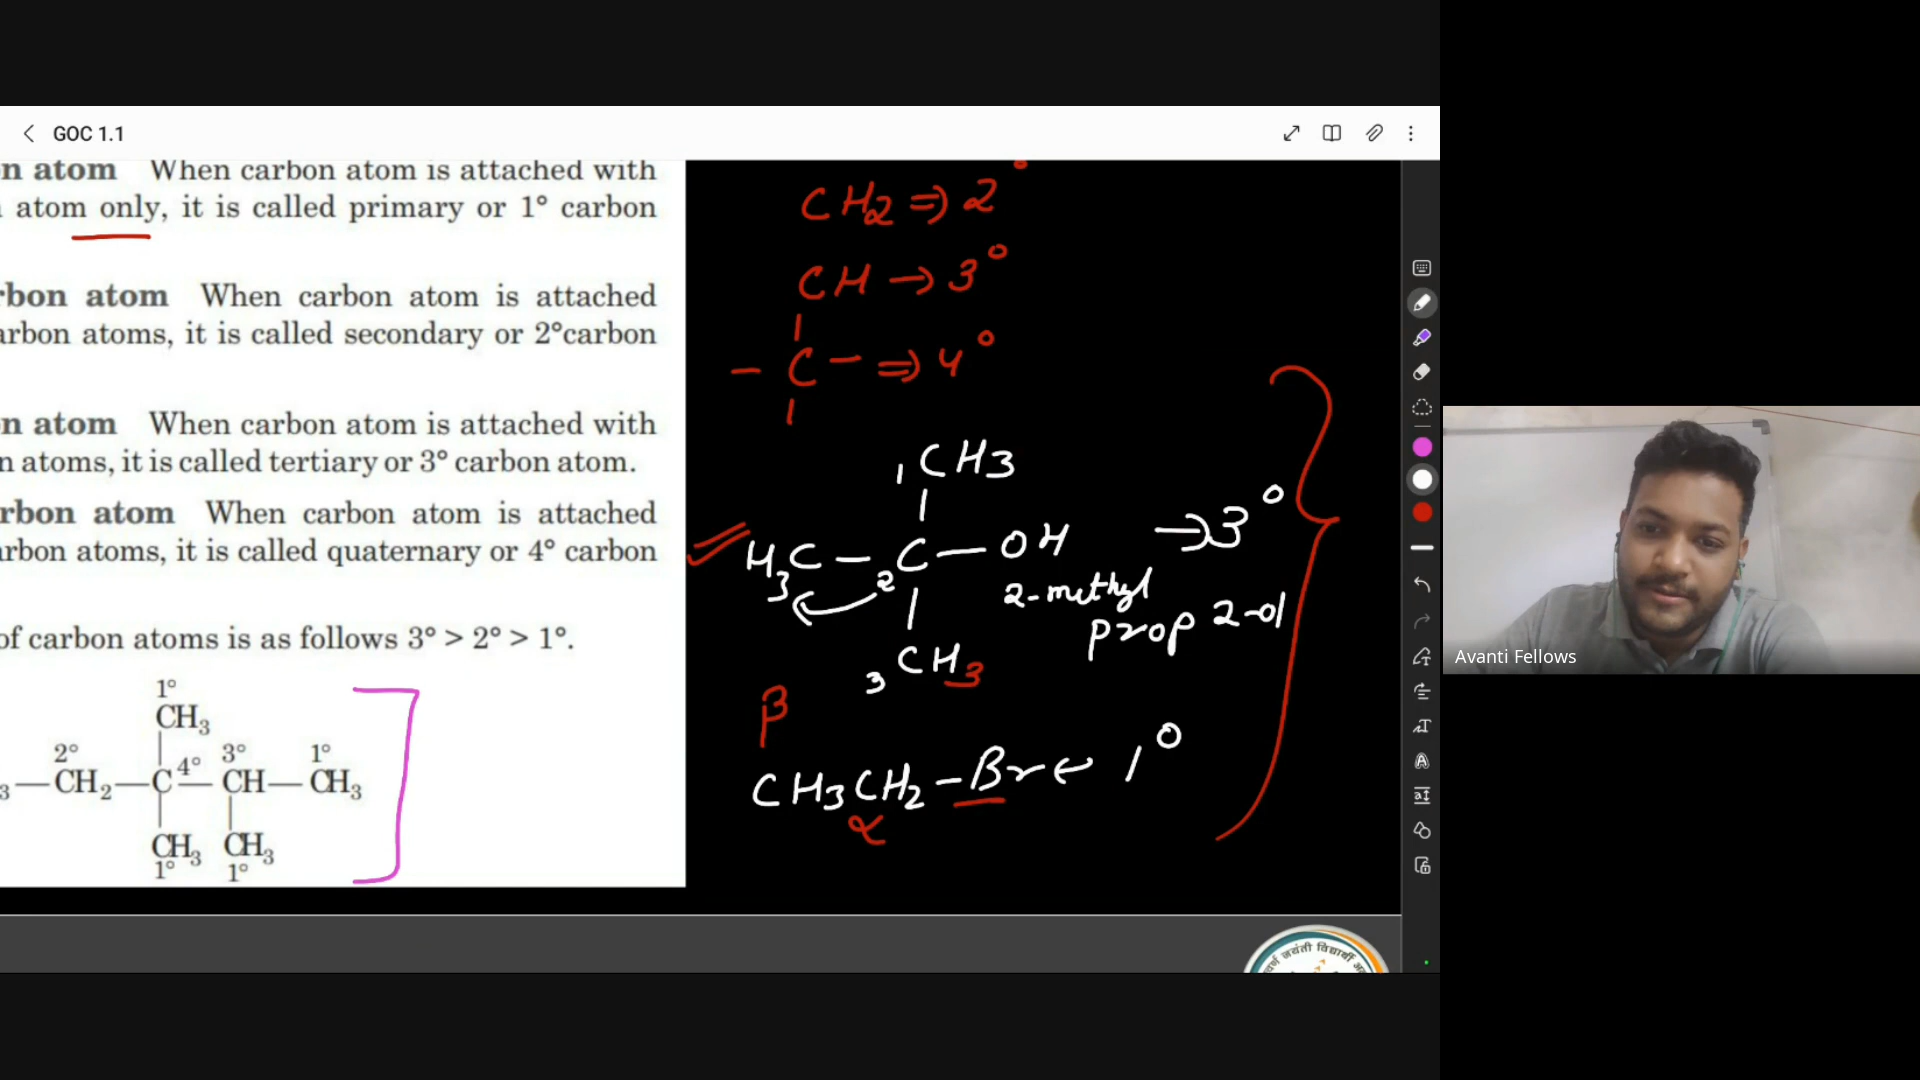 GOC 1.1
n atom When carbon atom is attached with
atom only, it is called primary or 1° carbon
rbon atom When carbon atom is attached
arbon atoms, it is called secondary or 2°carbon
n atom When carbon atom is attached with
n atoms, it is called tertiary or 3° carbon atom.
rbon atom When carbon atom is attached
arbon atoms, it is called quaternary or 4° carbon
of carbon atoms is as follows 3° > 2° > 1°.
1°
CH3
2° 4° 3° 1°
3—CH2—C—CH—CH3
CH3 CH3
1° 1°
CH2 ⇒ 2°
CH → 3°
– C – ⇒ 4°
1 CH3
H3C – 2 C — OH → 3°
2-methyl
prop 2-ol
3 CH3
β
CH3CH2 – Br ← 1°
α
Avanti Fellows
जयंती विद्यार्थी